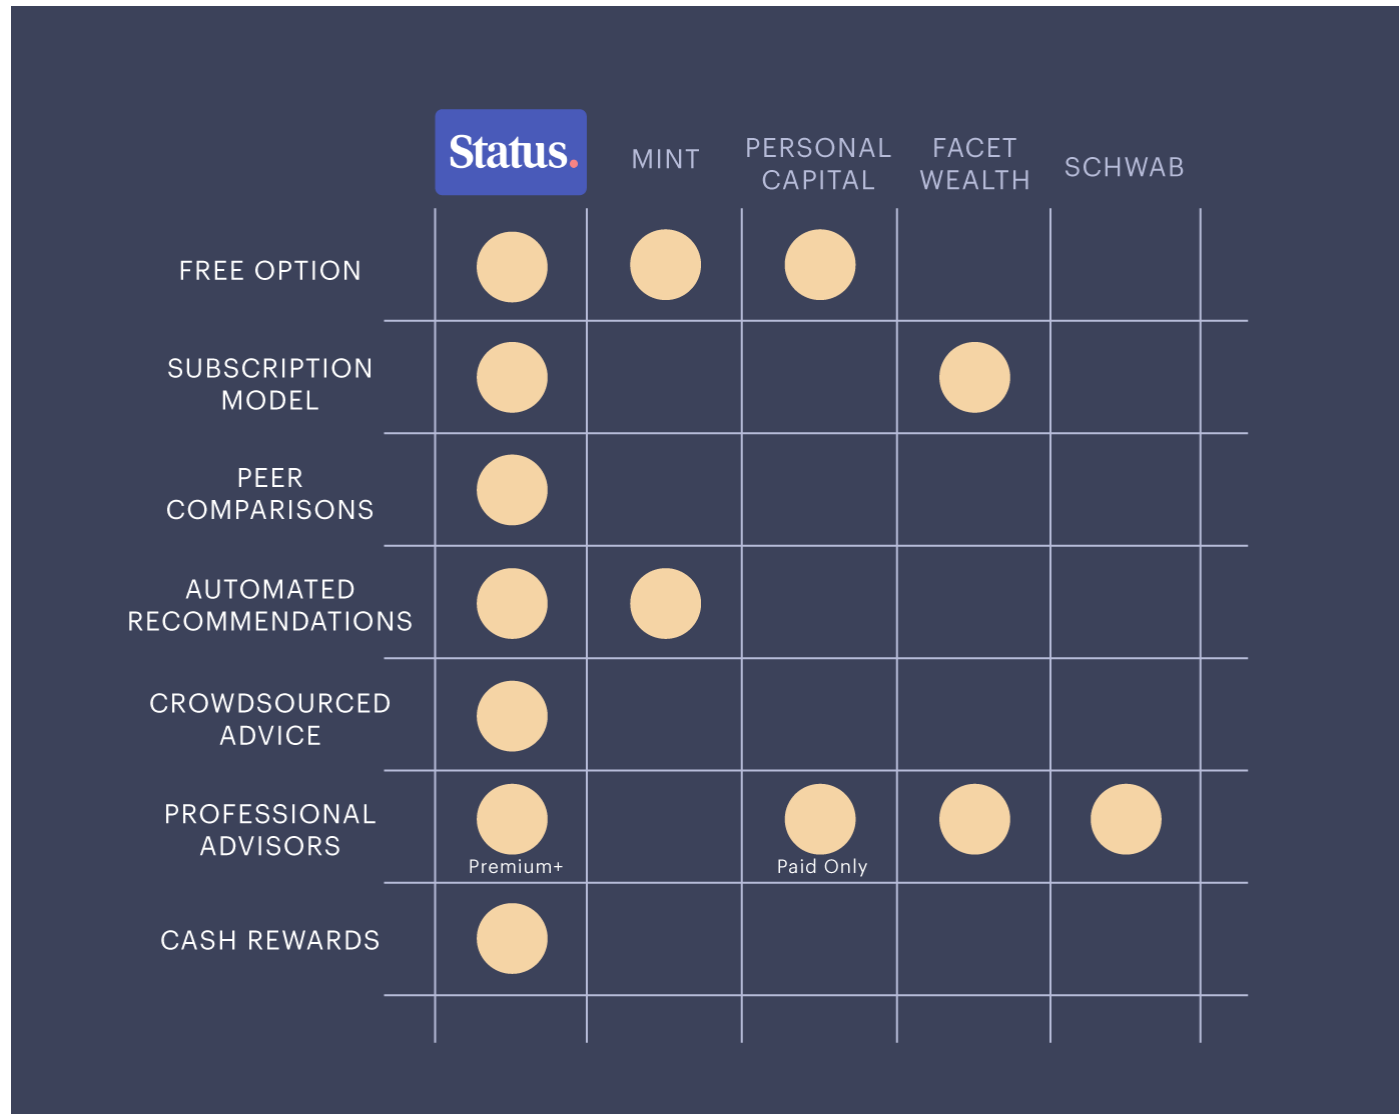 Status.
MINT
PERSONAL
CAPITAL
FACET
WEALTH
SCHWAB
FREE OPTION
SUBSCRIPTION
MODEL
PEER
COMPARISONS
AUTOMATED
RECOMMENDATIONS
CROWDSOURCED
ADVICE
PROFESSIONAL
ADVISORS
Premium+
Paid Only
CASH REWARDS